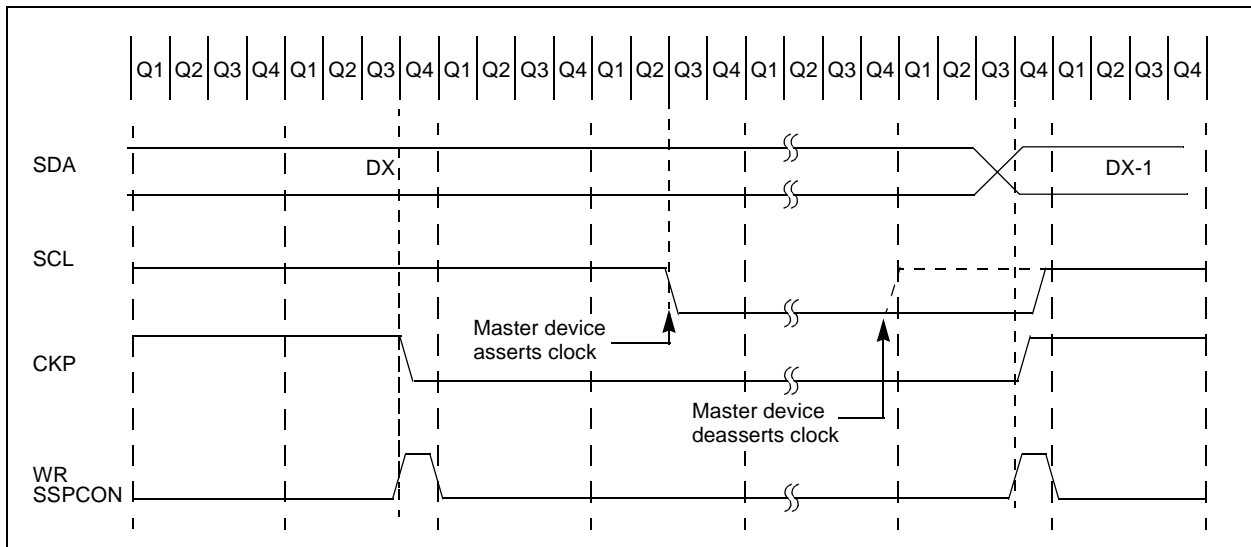 Q1 Q2 Q3 Q4 Q1 Q2 Q3 Q4 Q1 Q2 Q3 Q4 Q1 Q2 Q3 Q4 Q1 Q2 Q3 Q4 Q1 Q2 Q3 Q4 Q1 Q2 Q3 Q4
SDA
DX
DX-1
SCL
Master device
asserts clock
CKP
Master device
deasserts clock
WR
SSPCON